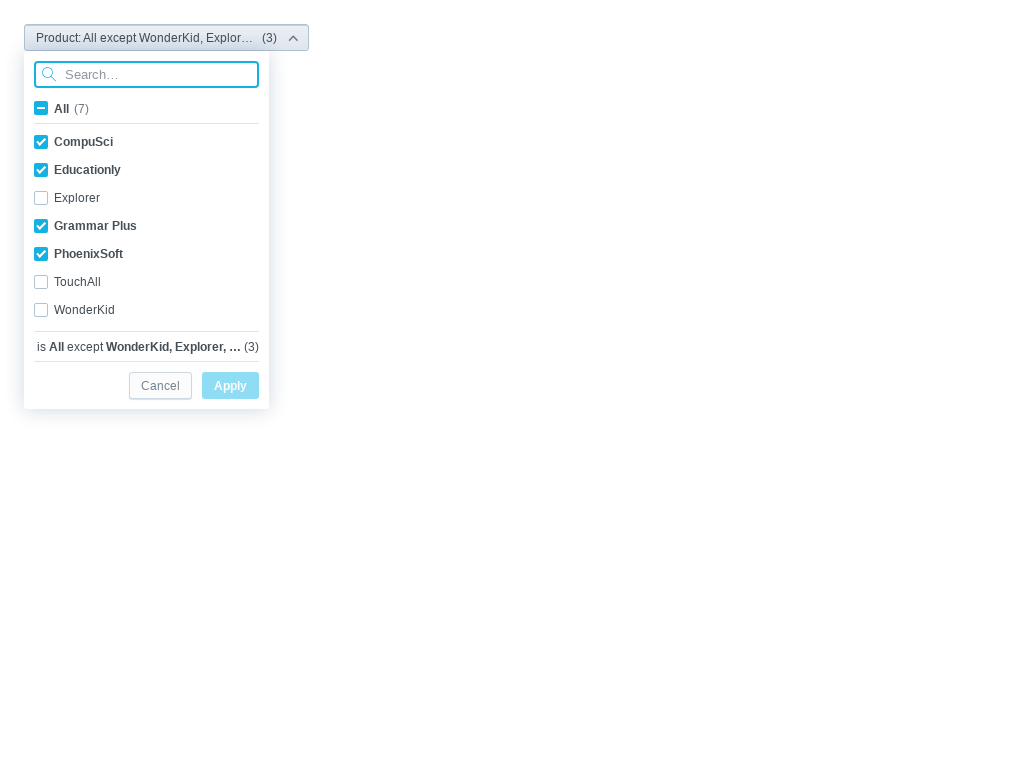 Product: All except WonderKid, Explor… (3)
Search…
All (7)
CompuSci
Educationly
Explorer
Grammar Plus
PhoenixSoft
TouchAll
WonderKid
is All except WonderKid, Explorer, … (3)
Cancel Apply